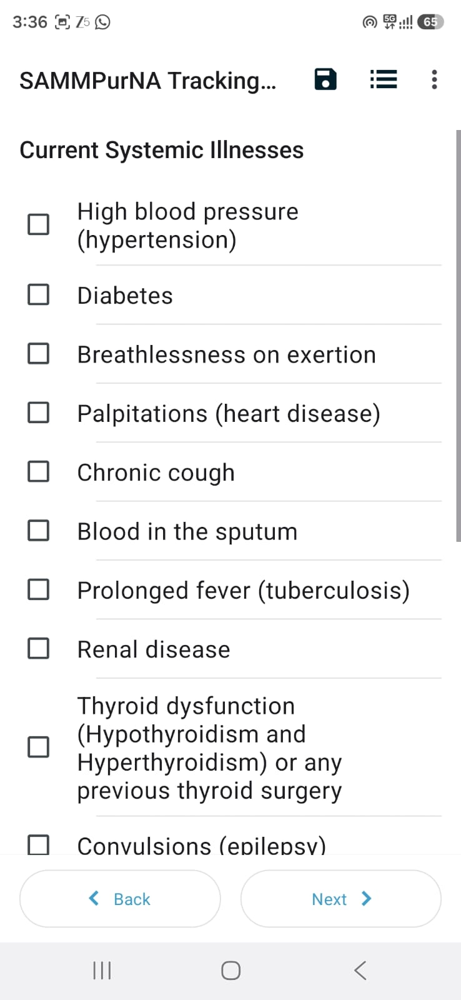 3:36
5G
65
SAMMPurNA Tracking...
Current Systemic Illnesses
High blood pressure
(hypertension)
Diabetes
Breathlessness on exertion
Palpitations (heart disease)
Chronic cough
Blood in the sputum
Prolonged fever (tuberculosis)
Renal disease
Thyroid dysfunction
(Hypothyroidism and
Hyperthyroidism) or any
previous thyroid surgery
Convulsions (epilepsy)
Back
Next